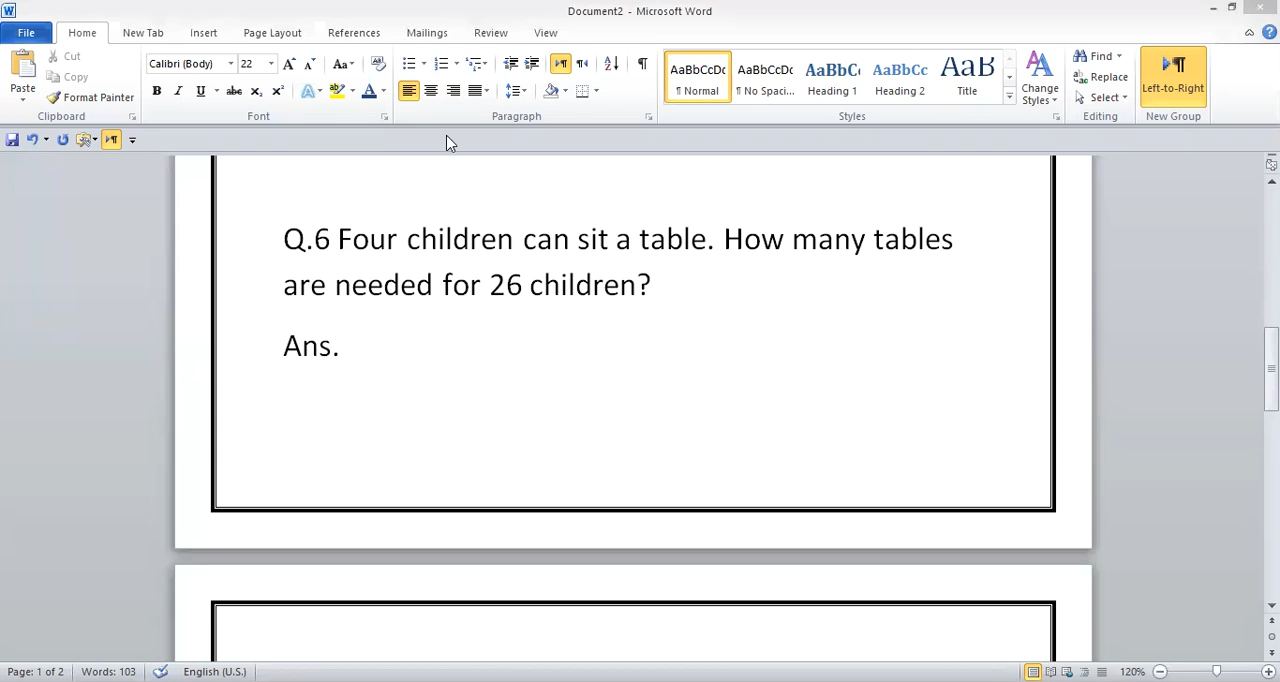 Document2 - Microsoft Word
File Home New Tab Insert Page Layout References Mailings Review View
Paste Cut Copy Format Painter Clipboard
Calibri (Body) 22 Font
Paragraph
AaBbCcDc AaBbCcDc AaBbC AaBbCc AaB
¶ Normal ¶ No Spaci... Heading 1 Heading 2 Title
Change Styles Styles
Find Replace Select Editing
Left-to-Right New Group
Q.6 Four children can sit a table. How many tables
are needed for 26 children?
Ans.
Page: 1 of 2 Words: 103 English (U.S.) 120%